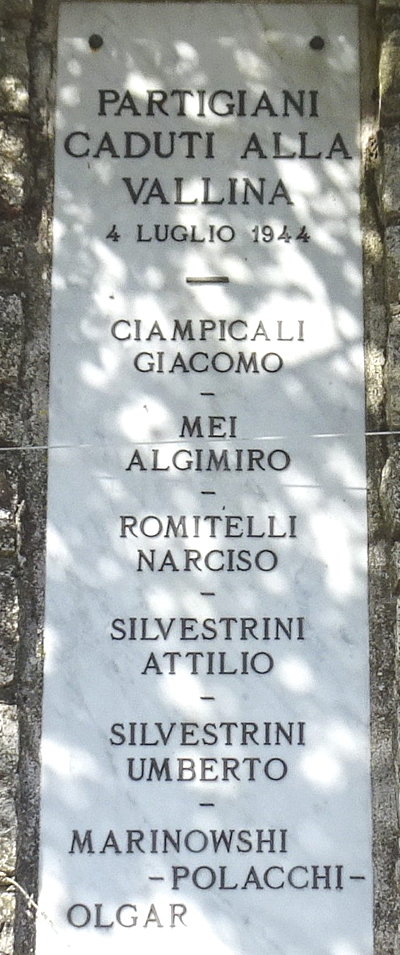 PARTIGIANI
CADUTI ALLA
VALLINA
4 LUGLIO 1944
—
CIAMPICALI
GIACOMO
–
MEI
ALGIMIRO
–
ROMITELLI
NARCISO
–
SILVESTRINI
ATTILIO
–
SILVESTRINI
UMBERTO
–
MARINOWSHI
–POLACCHI–
OLGAR